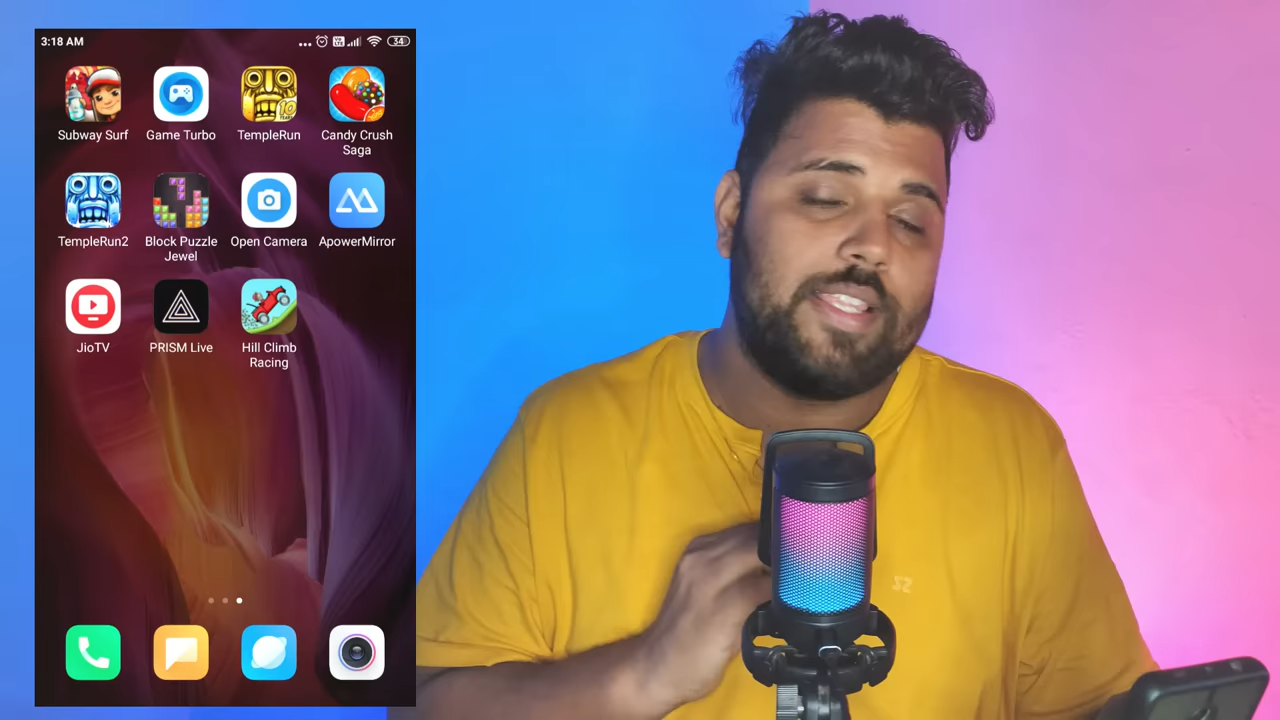 3:18 AM
34
Subway Surf
Game Turbo
TempleRun
Candy Crush
Saga
TempleRun2
Block Puzzle
Jewel
Open Camera
ApowerMirror
JioTV
PRISM Live
Hill Climb
Racing